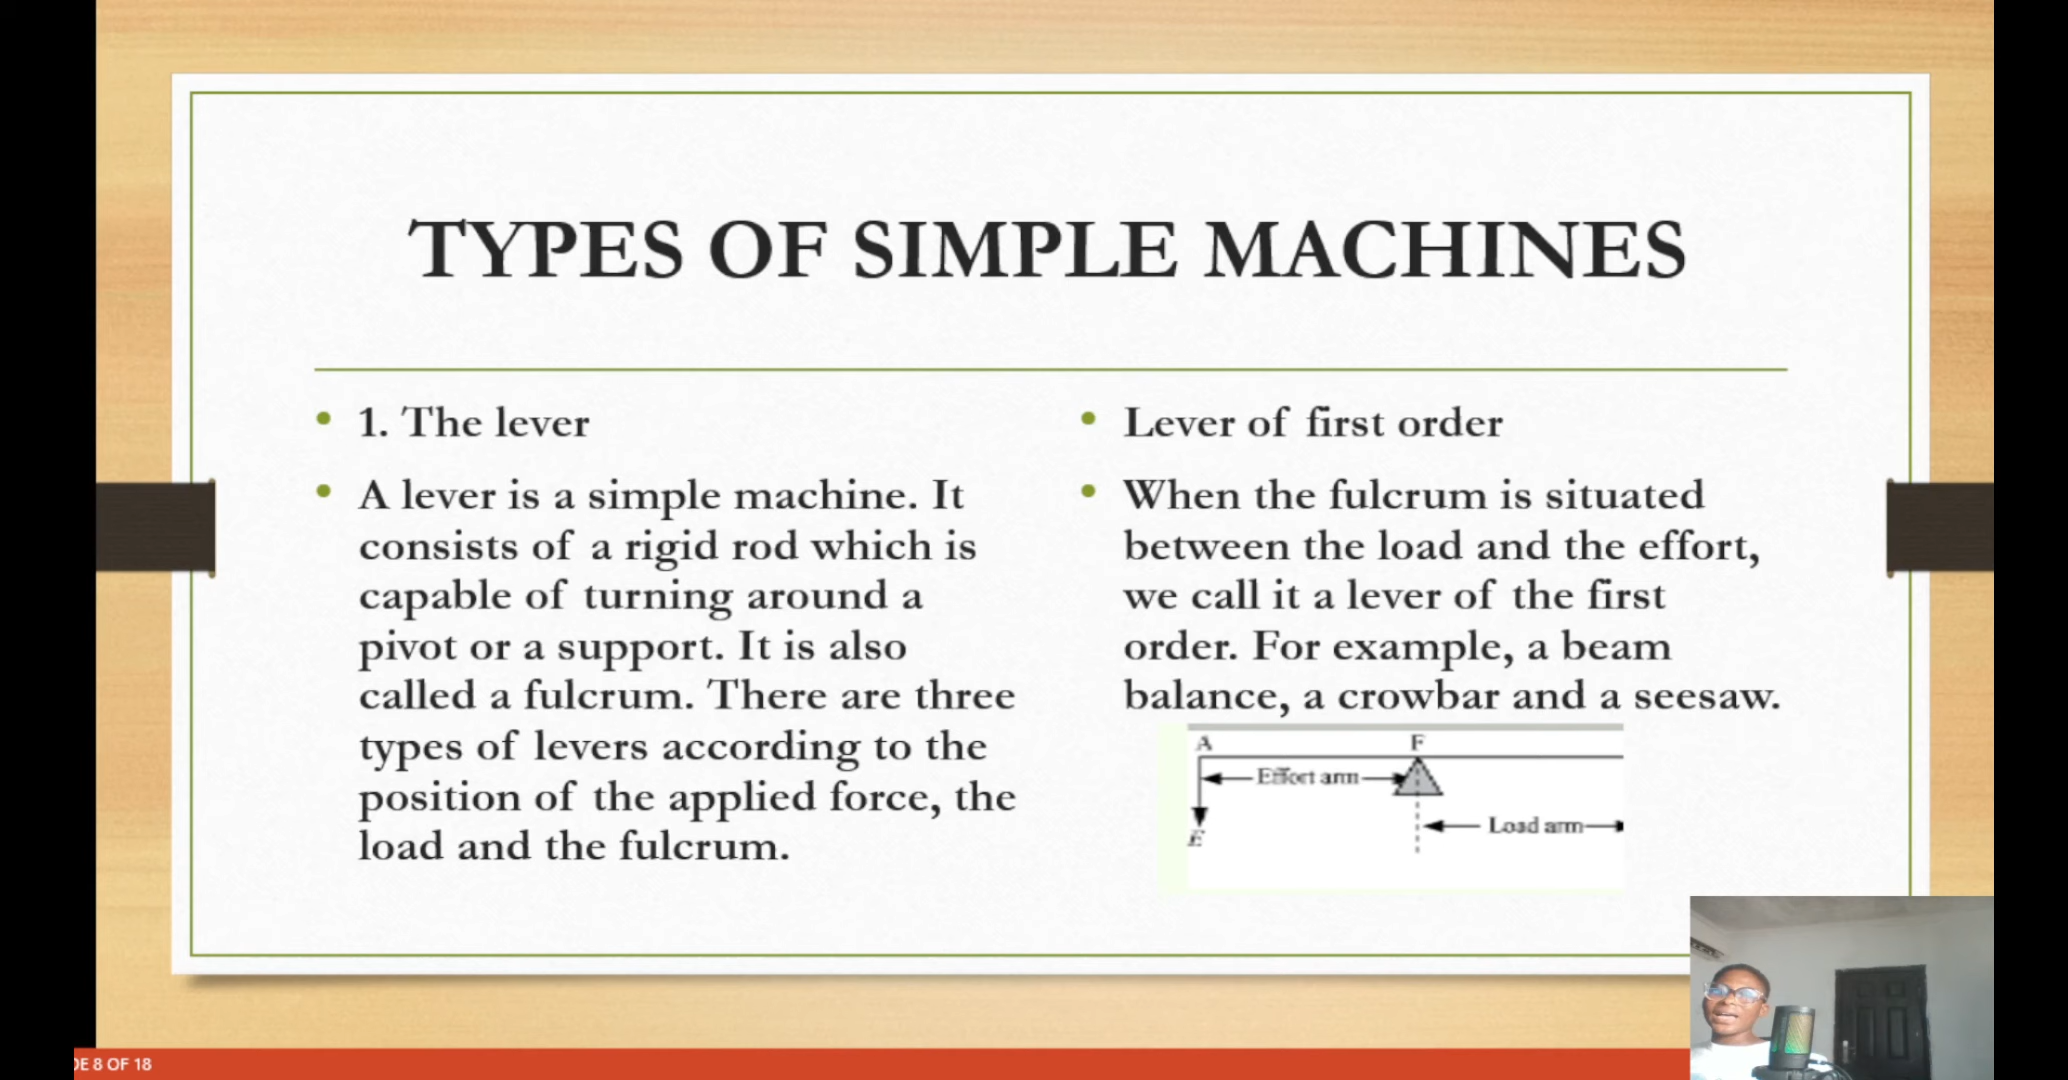 TYPES OF SIMPLE MACHINES
• 1. The lever
• A lever is a simple machine. It
consists of a rigid rod which is
capable of turning around a
pivot or a support. It is also
called a fulcrum. There are three
types of levers according to the
position of the applied force, the
load and the fulcrum.
• Lever of first order
• When the fulcrum is situated
between the load and the effort,
we call it a lever of the first
order. For example, a beam
balance, a crowbar and a seesaw.
A F
Effort arm
Load arm
E
DE 8 OF 18